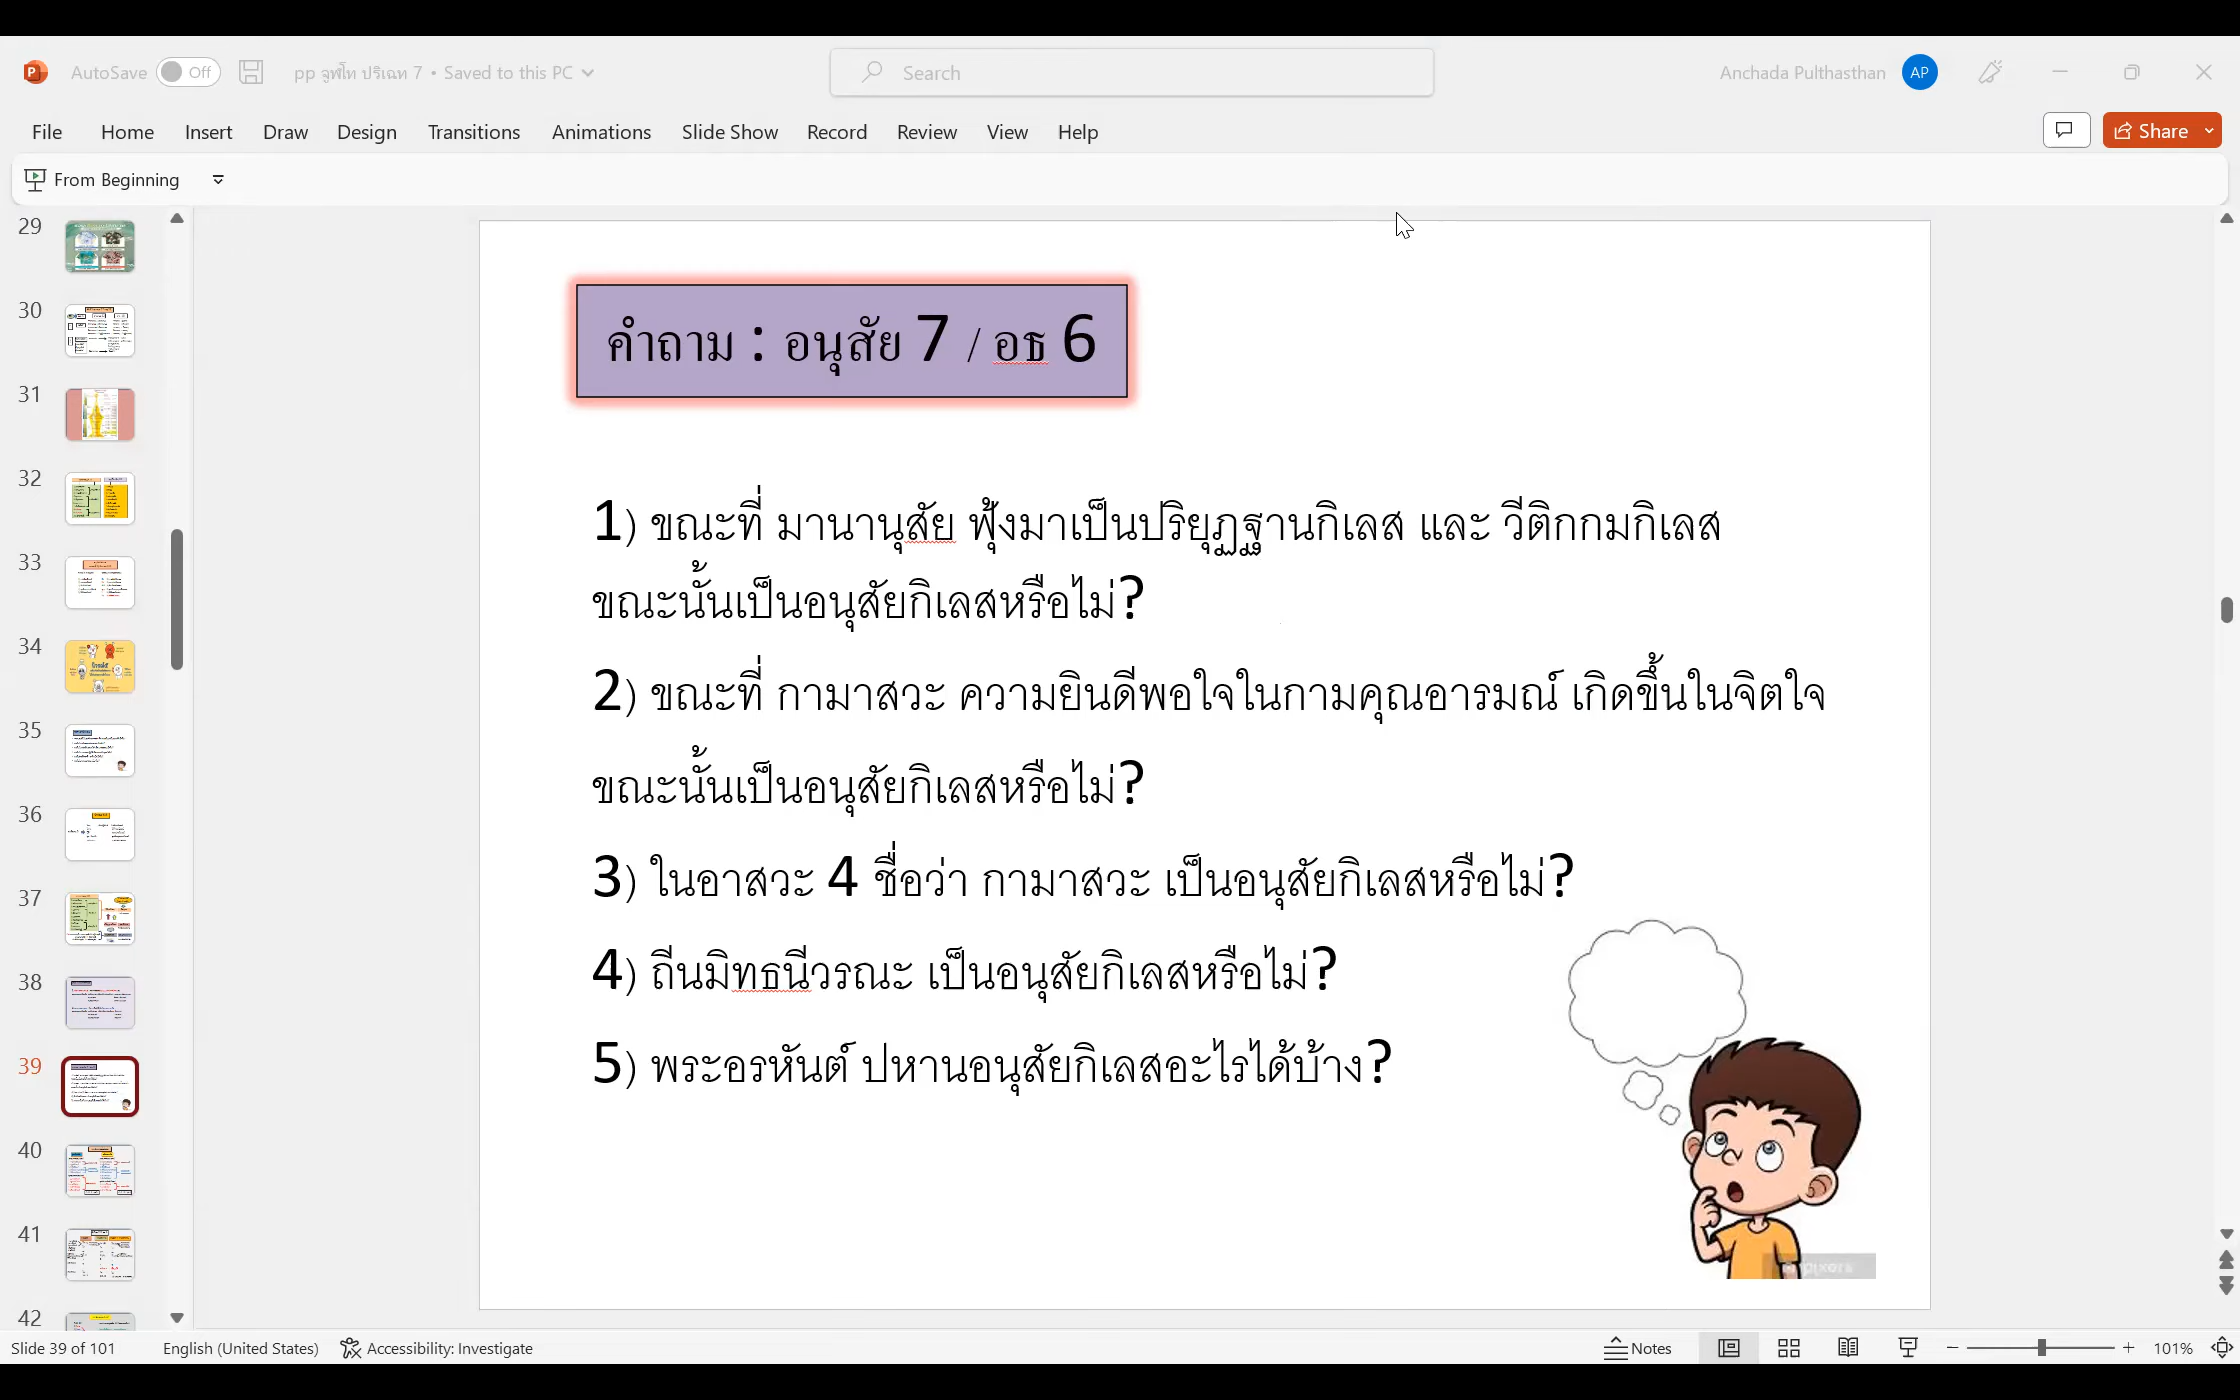 AutoSave Off pp จูฬโท ปริเฉท 7 • Saved to this PC Search Anchada Pulthasthan AP
File Home Insert Draw Design Transitions Animations Slide Show Record Review View Help Share
From Beginning
29
30
31
32
33
34
35
36
37
38
39
40
41
42
คำถาม : อนุสัย 7 / อธ 6
1) ขณะที่ มานานุสัย ฟุ้งมาเป็นปริยุฏฐานกิเลส และ วีติกกมกิเลส
ขณะนั้นเป็นอนุสัยกิเลสหรือไม่?
2) ขณะที่ กามาสวะ ความยินดีพอใจในกามคุณอารมณ์ เกิดขึ้นในจิตใจ
ขณะนั้นเป็นอนุสัยกิเลสหรือไม่?
3) ในอาสวะ 4 ชื่อว่า กามาสวะ เป็นอนุสัยกิเลสหรือไม่?
4) ถีนมิทธนีวรณะ เป็นอนุสัยกิเลสหรือไม่?
5) พระอรหันต์ ปหานอนุสัยกิเลสอะไรได้บ้าง?
Slide 39 of 101 English (United States) Accessibility: Investigate Notes 101%